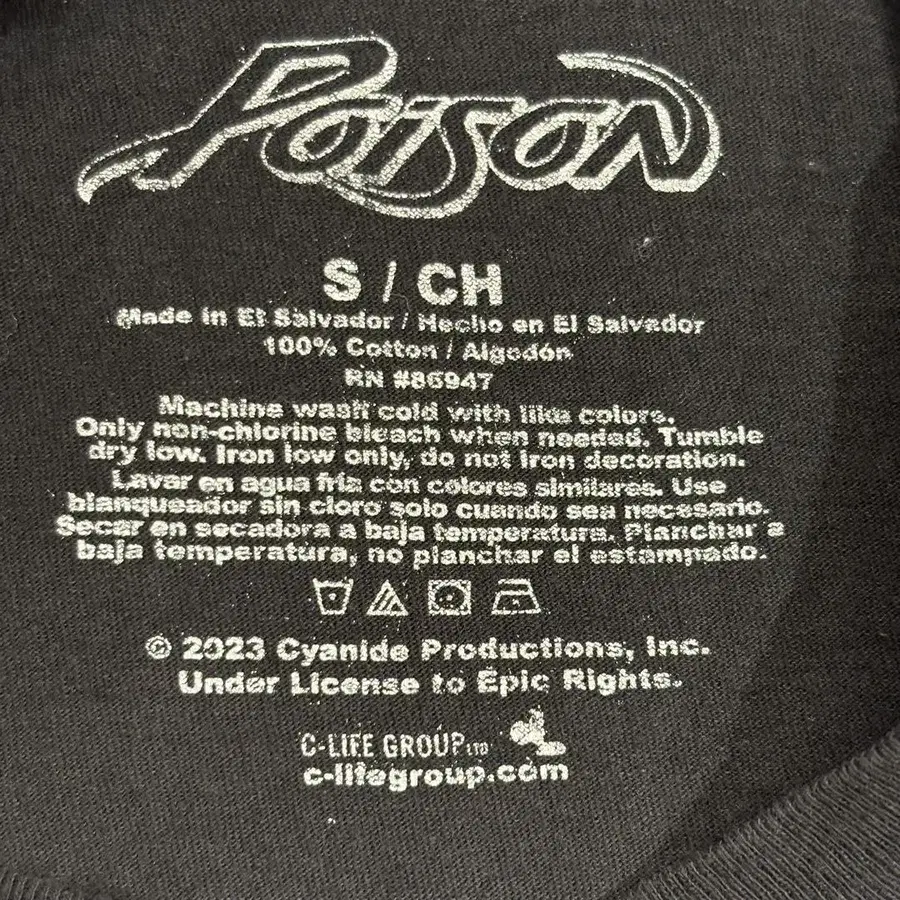 Poison
S / CH
Made in El Salvador / Hecho en El Salvador
100% Cotton / Algodón
RN #86947
Machine wash cold with like colors.
Only non-chlorine bleach when needed. Tumble
dry low. Iron low only, do not iron decoration.
Lavar en agua fria con colores similares. Use
blanqueador sin cloro solo cuando sea necesario.
Secar en secadora a baja temperatura. Planchar a
baja temperatura, no planchar el estampado.
© 2023 Cyanide Productions, Inc.
Under License to Epic Rights.
C-LIFE GROUP LTD
c-lifegroup.com